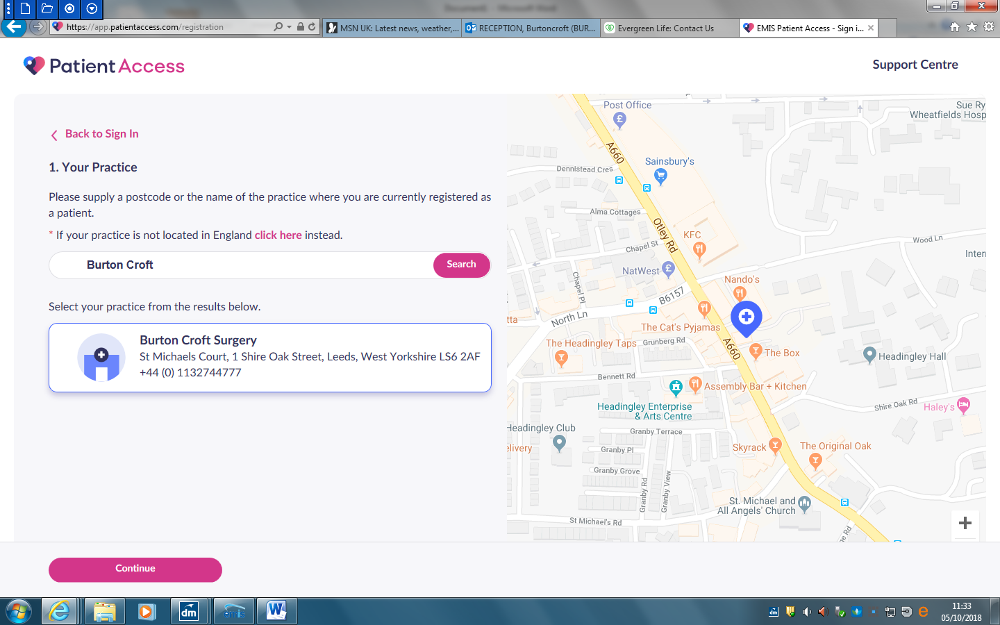 Document1 - Microsoft Word
https://app.patientaccess.com/registration
MSN UK: Latest news, weather,...
RECEPTION, Burtoncroft (BUR...
Evergreen Life: Contact Us
EMIS Patient Access - Sign i...
Patient Access
Support Centre
Back to Sign In
1. Your Practice
Please supply a postcode or the name of the practice where you are currently registered as
a patient.
* If your practice is not located in England click here instead.
Burton Croft
Search
Select your practice from the results below.
Burton Croft Surgery
St Michaels Court, 1 Shire Oak Street, Leeds, West Yorkshire LS6 2AF
+44 (0) 1132744777
Continue
Post Office
Sue Ry
Wheatfields Hosp
A660
Sainsbury's
Dennistead Cres
Alma Cottages
Otley Rd
KFC
Chapel St
Wood Ln
Inter
NatWest
Nando's
Chapel Pl
B6157
North Ln
tta
The Cat's Pyjamas
The Headingley Taps
Grunberg Rd
A660
The Box
Headingley Hall
Bennett Rd
Assembly Bar + Kitchen
Headingley Enterprise
& Arts Centre
Shire Oak Rd
Haley's
Headingley Club
Granby Terrace
elivery
Granby Pl
Skyrack
The Original Oak
Granby Grove
Granby Rd
Granby View
St. Michael and
All Angels' Church
St Michael's Rd
ne Rd
dm
emis
W
dm
11:33
05/10/2018